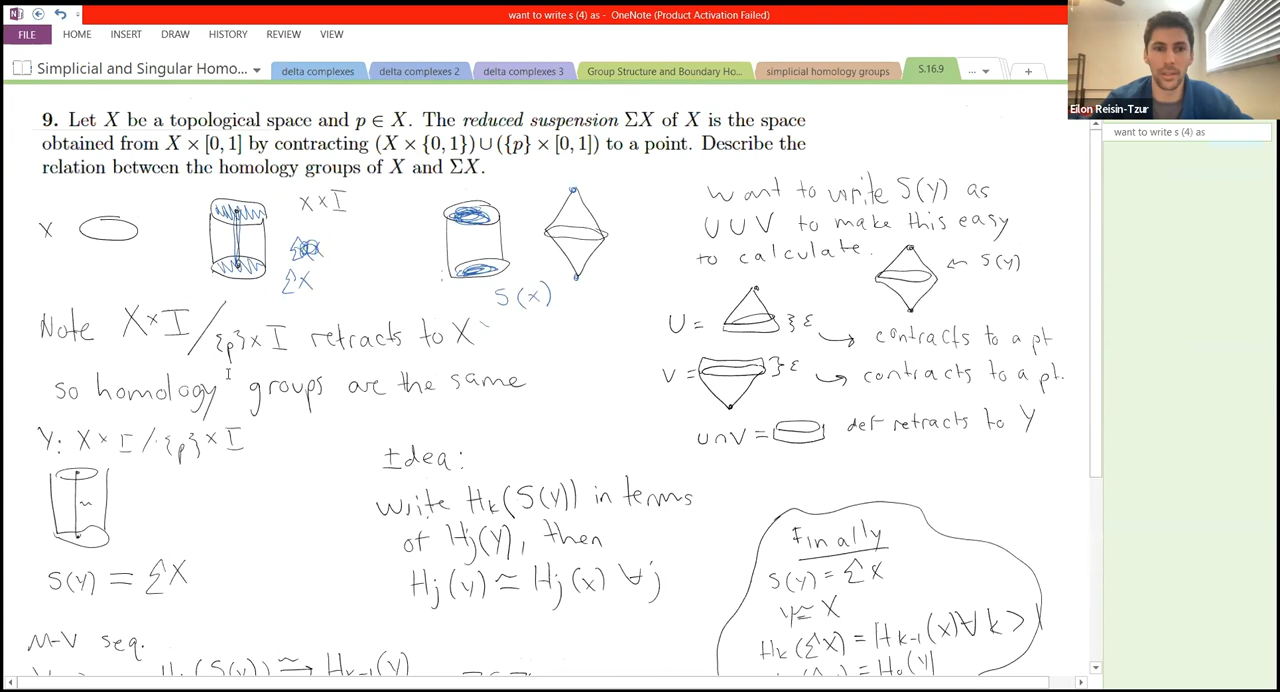 want to write s (4) as - OneNote (Product Activation Failed)
FILE HOME INSERT DRAW HISTORY REVIEW VIEW
Simplicial and Singular Homo...
delta complexes
delta complexes 2
delta complexes 3
Group Structure and Boundary Ho...
simplicial homology groups
S.16.9
...
+
Eilon Reisin-Tzur
want to write s (4) as
9. Let X be a topological space and p ∈ X. The reduced suspension ΣX of X is the space
obtained from X × [0, 1] by contracting (X × {0, 1}) ∪ ({p} × [0, 1]) to a point. Describe the
relation between the homology groups of X and ΣX.
X
X×I
ΣX
S(X)
Note X×I/{p}×I retracts to X
so homology groups are the same
Y: X×I/{p}×I
~
S(Y) = ΣX
M-V seq.
H (S(Y)) ~→ Hk-1(Y)
Idea:
write Hk(S(Y)) in terms
of Hj(Y), then
Hj(Y) ≃ Hj(X) ∀j
want to write S(Y) as
U∪V to make this easy
to calculate.
← S(Y)
U = } ε → contracts to a pt
V = } ε → contracts to a pt.
U∩V = def retracts to Y
Finally
S(Y) = ΣX
Y ≃ X
Hk(ΣX) = Hk-1(X) ∀ k > 1
= H0(Y)